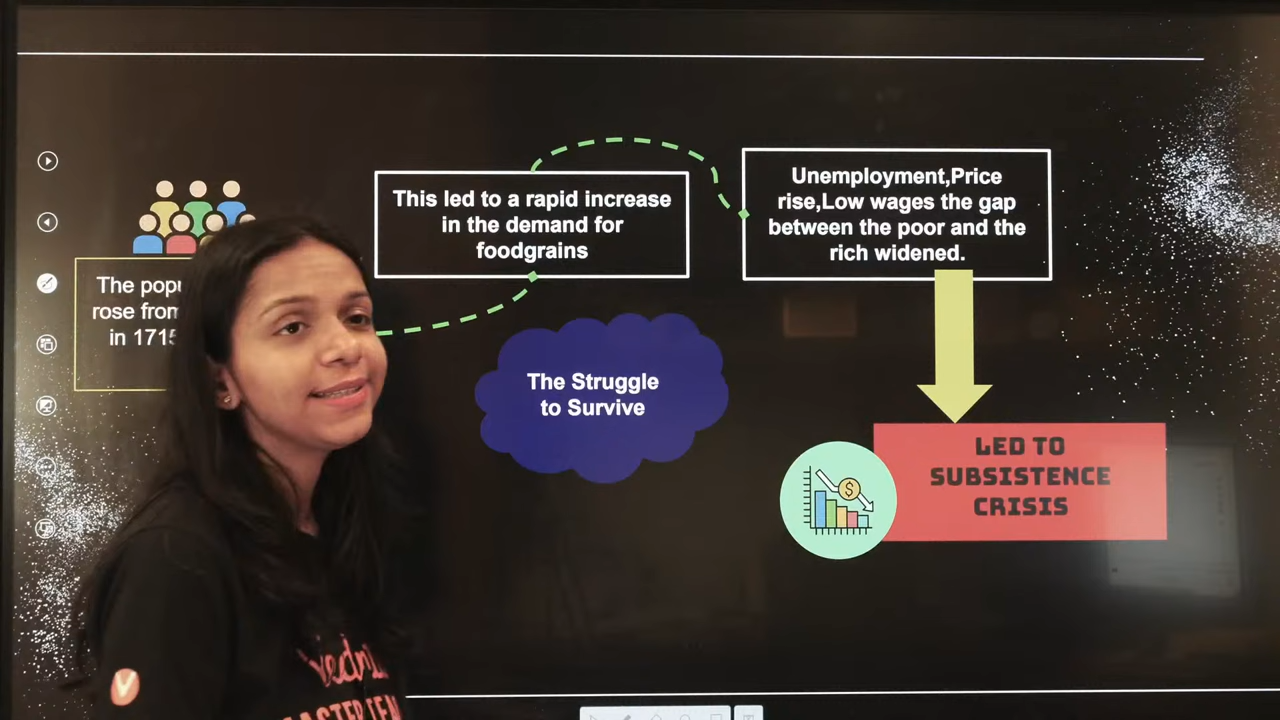 The
rose from
in 1715
This led to a rapid increase
in the demand for
foodgrains
Unemployment,Price
rise,Low wages the gap
between the poor and the
rich widened.
The Struggle
to Survive
LED TO
SUBSISTENCE
CRISIS
$
V